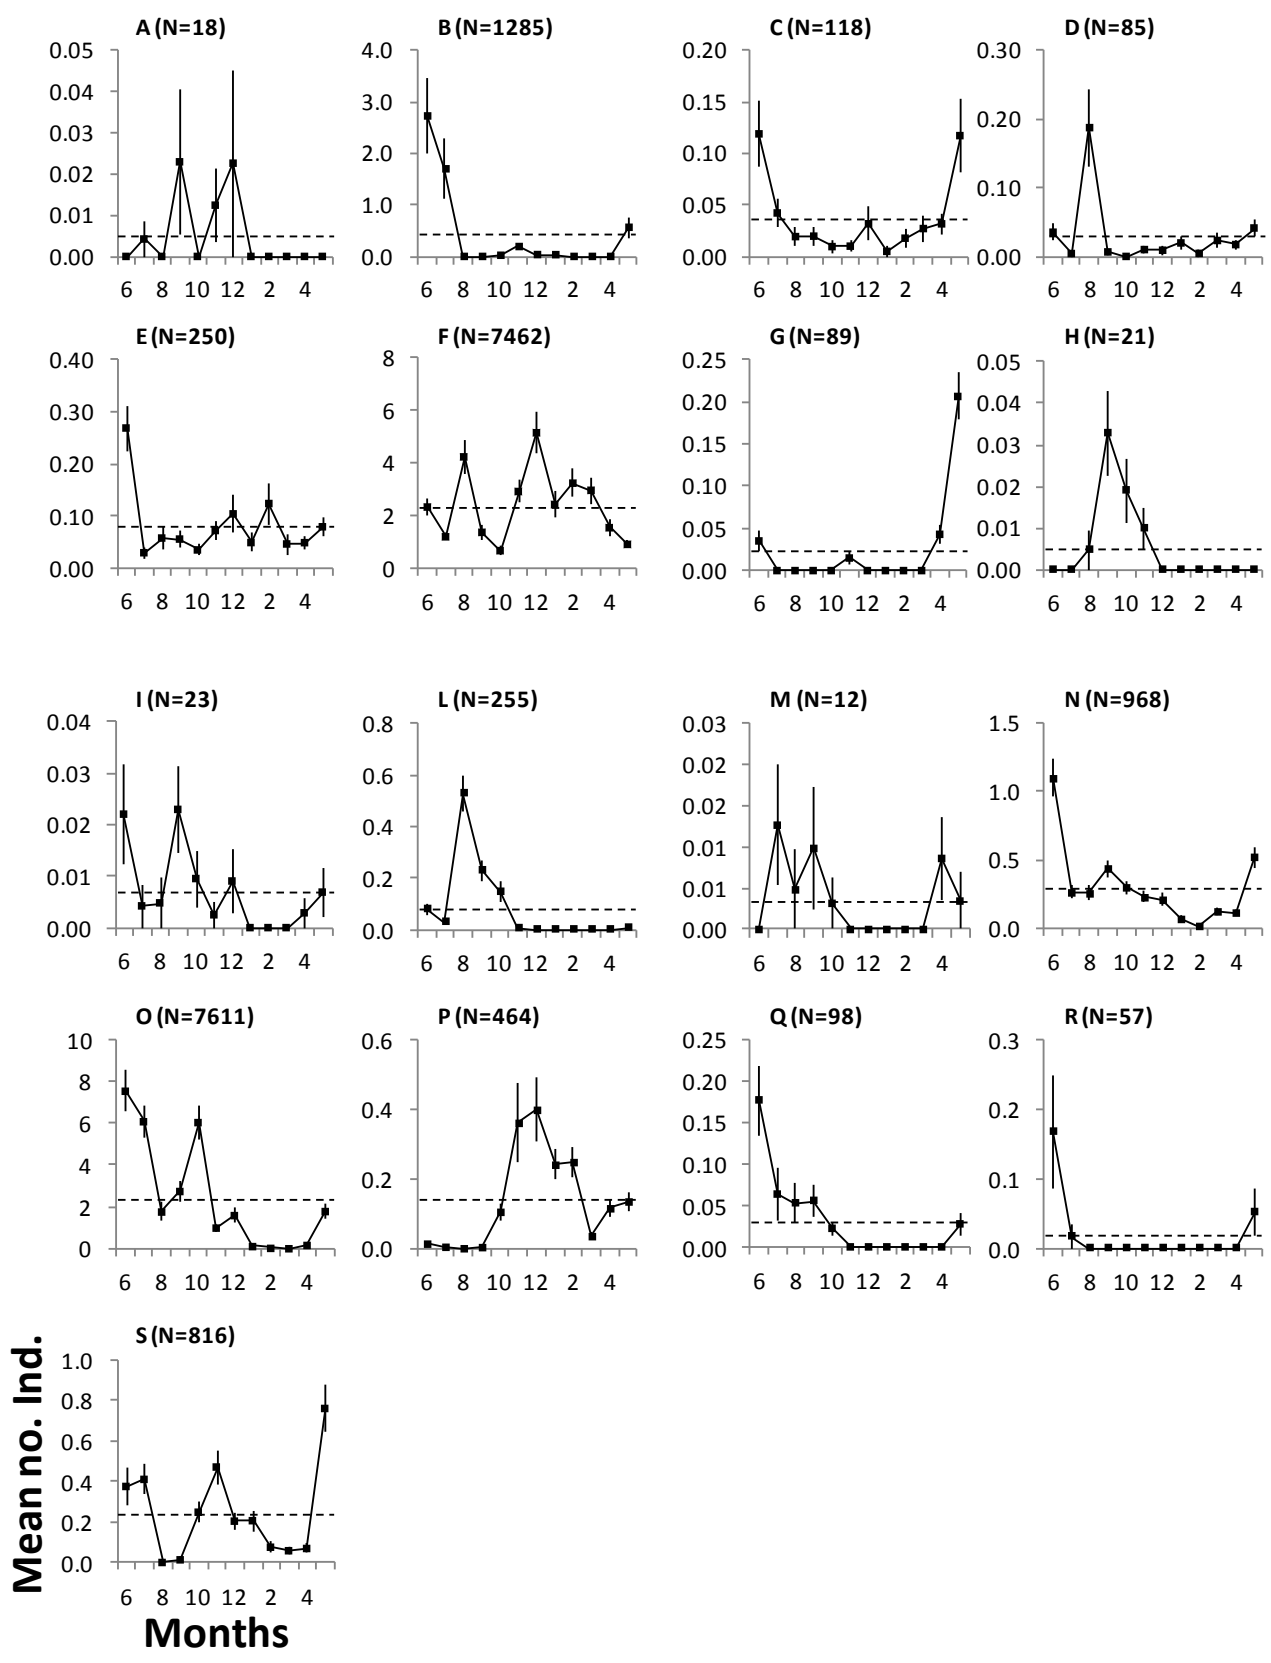 A (N=18)
0.05
0.04
0.03
0.02
0.01
0.00
6 8 10 12 2 4
B (N=1285)
4.0
3.0
2.0
1.0
0.0
6 8 10 12 2 4
C (N=118)
0.20
0.15
0.10
0.05
0.00
6 8 10 12 2 4
D (N=85)
0.30
0.20
0.10
0.00
6 8 10 12 2 4
E (N=250)
0.40
0.30
0.20
0.10
0.00
6 8 10 12 2 4
F (N=7462)
8
6
4
2
0
6 8 10 12 2 4
G (N=89)
0.25
0.20
0.15
0.10
0.05
0.00
6 8 10 12 2 4
H (N=21)
0.05
0.04
0.03
0.02
0.01
0.00
6 8 10 12 2 4
I (N=23)
0.04
0.03
0.02
0.01
0.00
6 8 10 12 2 4
L (N=255)
0.8
0.6
0.4
0.2
0.0
6 8 10 12 2 4
M (N=12)
0.03
0.02
0.02
0.01
0.01
0.00
6 8 10 12 2 4
N (N=968)
1.5
1.0
0.5
0.0
6 8 10 12 2 4
O (N=7611)
10
8
6
4
2
0
6 8 10 12 2 4
P (N=464)
0.6
0.4
0.2
0.0
6 8 10 12 2 4
Q (N=98)
0.25
0.20
0.15
0.10
0.05
0.00
6 8 10 12 2 4
R (N=57)
0.3
0.2
0.1
0.0
6 8 10 12 2 4
S (N=816)
1.0
0.8
0.6
0.4
0.2
0.0
6 8 10 12 2 4
Mean no. Ind.
Months